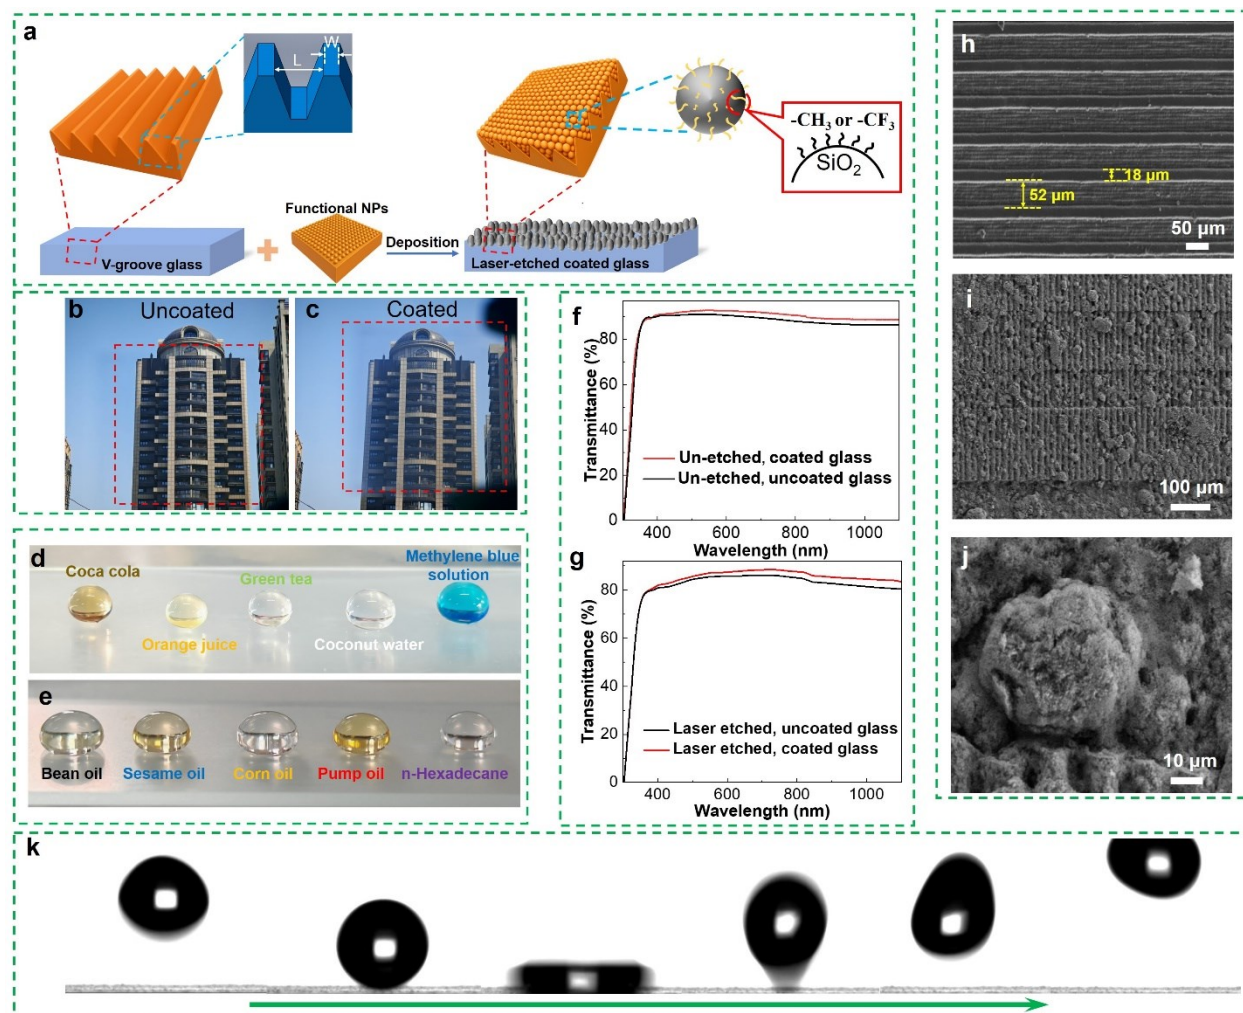 a
L
W
-CH₃ or -CF₃
SiO₂
Functional NPs
V-groove glass
Deposition
Laser-etched coated glass
b
Uncoated
c
Coated
d
Coca cola
Orange juice
Green tea
Coconut water
Methylene blue
solution
e
Bean oil
Sesame oil
Corn oil
Pump oil
n-Hexadecane
f
Transmittance (%)
80
60
40
20
0
Un-etched, coated glass
Un-etched, uncoated glass
400
600
800
1000
Wavelength (nm)
g
Transmittance (%)
80
60
40
20
0
Laser etched, uncoated glass
Laser etched, coated glass
400
600
800
1000
Wavelength (nm)
h
18 μm
52 μm
50 μm
i
100 μm
j
10 μm
k